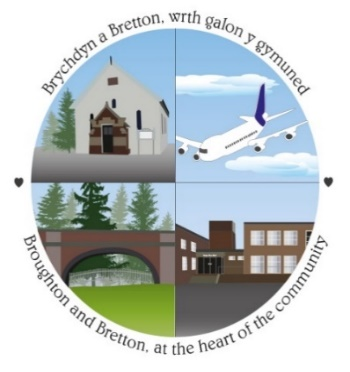 Brychdyn a Bretton, wrth galon y gymuned
Broughton and Bretton, at the heart of the community